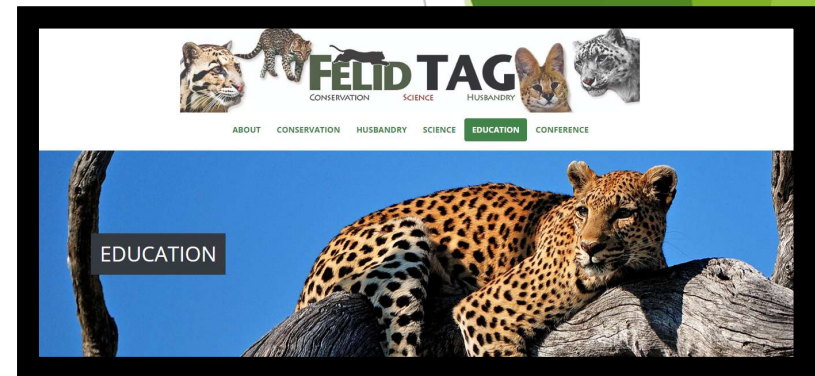 FELID TAG
CONSERVATION SCIENCE HUSBANDRY
ABOUT CONSERVATION HUSBANDRY SCIENCE EDUCATION CONFERENCE
EDUCATION